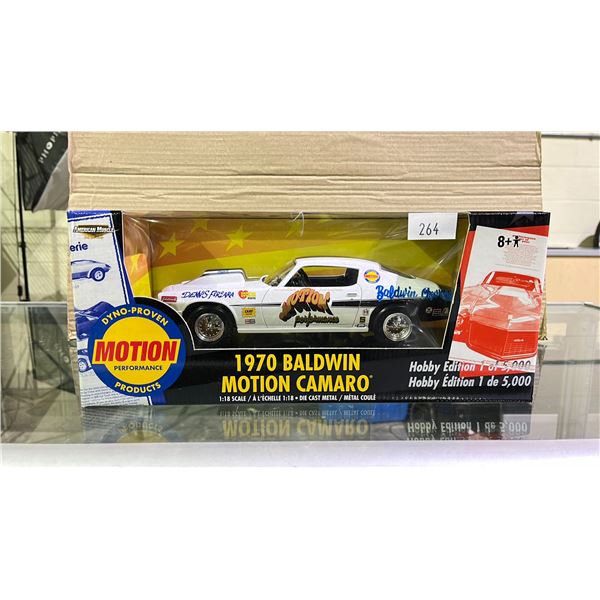 AMERICAN MUSCLE
erie
264
8+
DENNIS FERRARA
MOTION
performance
Baldwin
DYNO-PROVEN
MOTION
PERFORMANCE
PRODUCTS
1970 BALDWIN
MOTION CAMARO
1:18 SCALE / À L'ÉCHELLE 1:18 • DIE CAST METAL / MÉTAL COULÉ
Hobby Edition 1 of 5,000
Hobby Édition 1 de 5,000